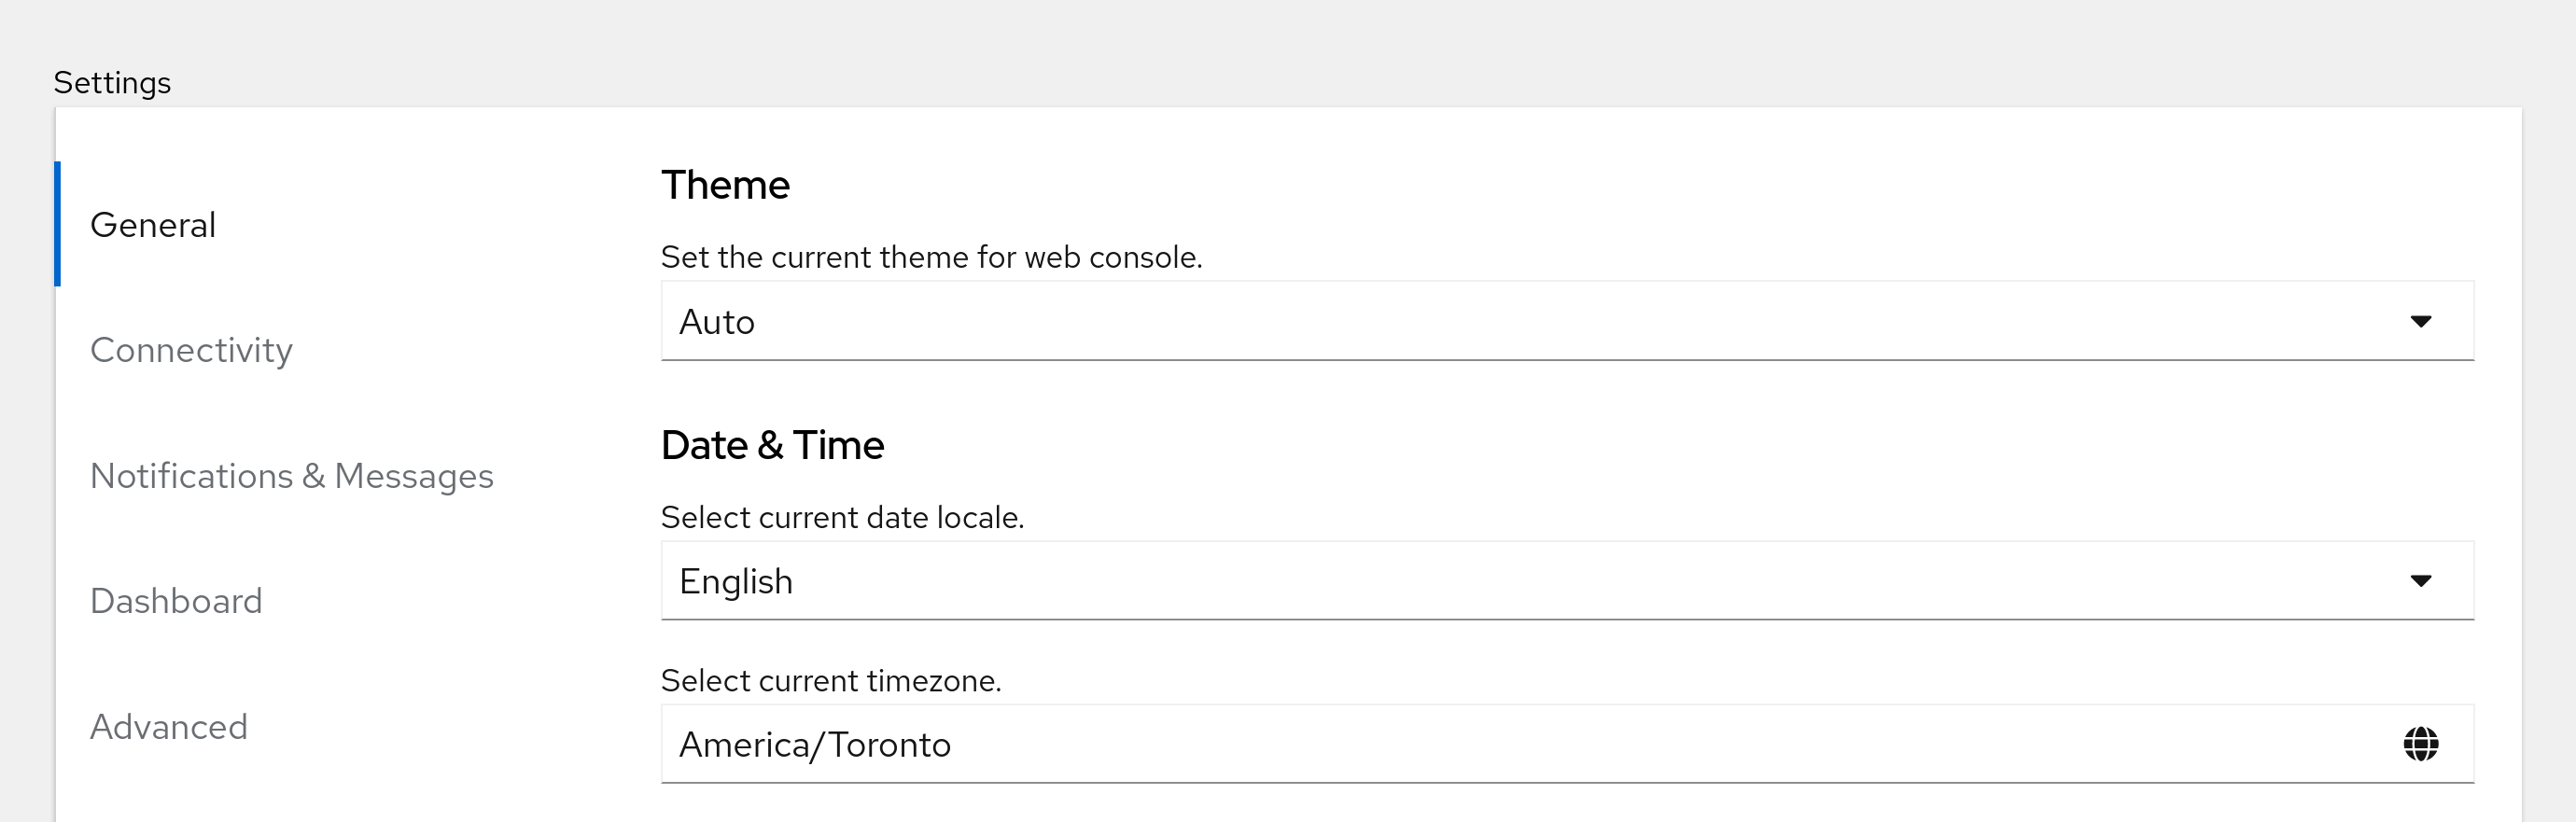 Settings
General
Connectivity
Notifications & Messages
Dashboard
Advanced
Theme
Set the current theme for web console.
Auto
Date & Time
Select current date locale.
English
Select current timezone.
America/Toronto